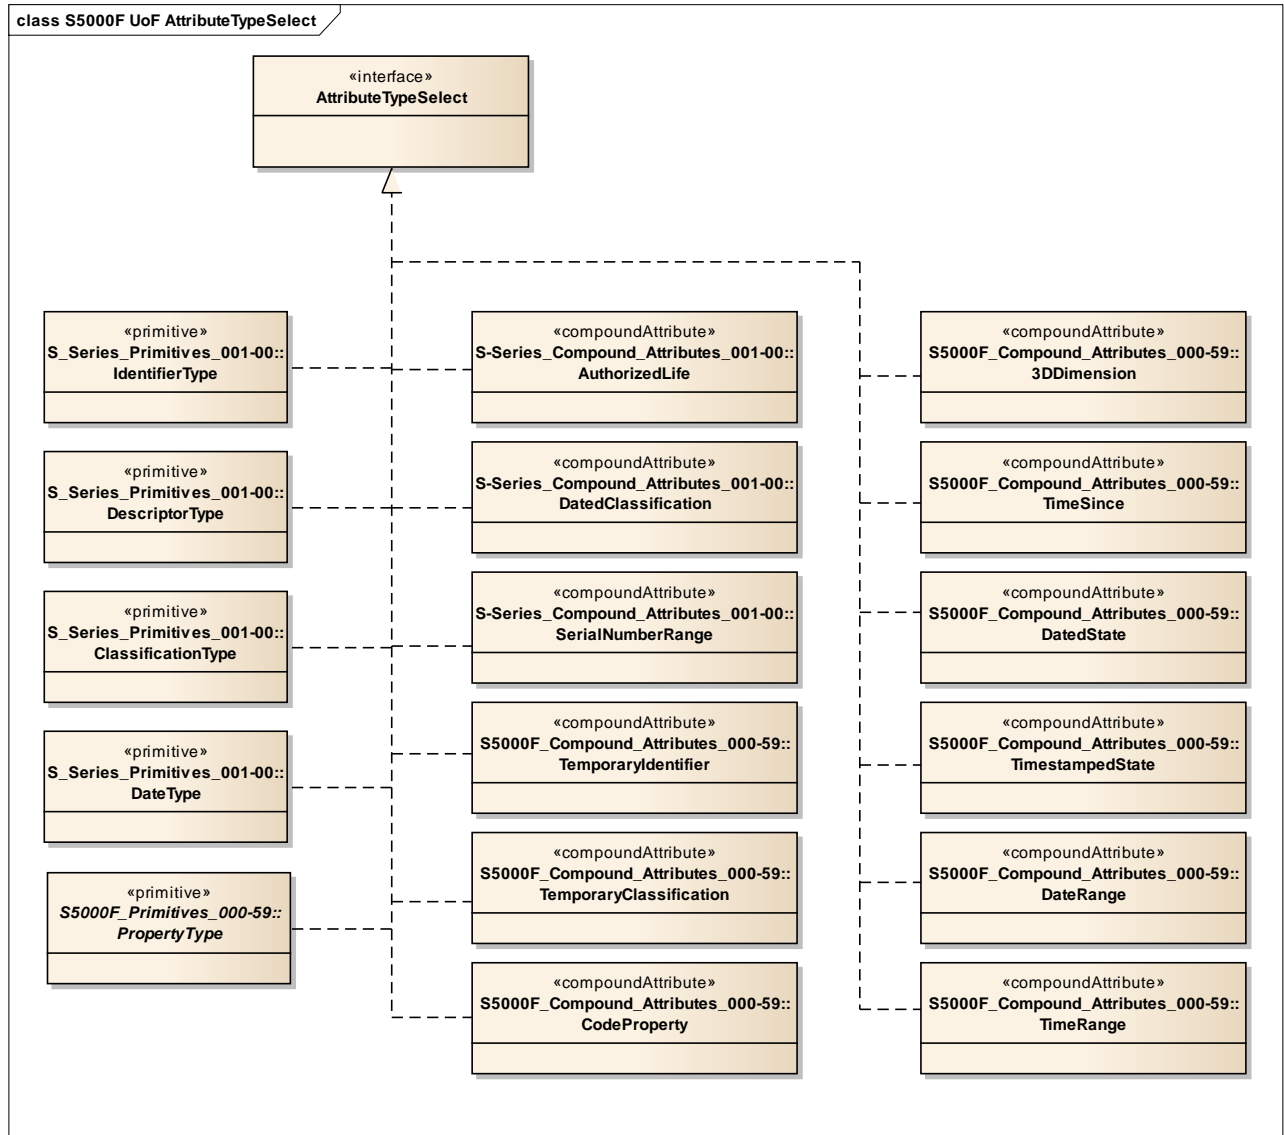 class S5000F UoF AttributeTypeSelect
«interface»
AttributeTypeSelect
«primitive»
S_Series_Primitives_001-00::
IdentifierType
«primitive»
S_Series_Primitives_001-00::
DescriptorType
«primitive»
S_Series_Primitives_001-00::
ClassificationType
«primitive»
S_Series_Primitives_001-00::
DateType
«primitive»
S5000F_Primitives_000-59::
PropertyType
«compoundAttribute»
S-Series_Compound_Attributes_001-00::
AuthorizedLife
«compoundAttribute»
S-Series_Compound_Attributes_001-00::
DatedClassification
«compoundAttribute»
S-Series_Compound_Attributes_001-00::
SerialNumberRange
«compoundAttribute»
S5000F_Compound_Attributes_000-59::
TemporaryIdentifier
«compoundAttribute»
S5000F_Compound_Attributes_000-59::
TemporaryClassification
«compoundAttribute»
S5000F_Compound_Attributes_000-59::
CodeProperty
«compoundAttribute»
S5000F_Compound_Attributes_000-59::
3DDimension
«compoundAttribute»
S5000F_Compound_Attributes_000-59::
TimeSince
«compoundAttribute»
S5000F_Compound_Attributes_000-59::
DatedState
«compoundAttribute»
S5000F_Compound_Attributes_000-59::
TimestampedState
«compoundAttribute»
S5000F_Compound_Attributes_000-59::
DateRange
«compoundAttribute»
S5000F_Compound_Attributes_000-59::
TimeRange